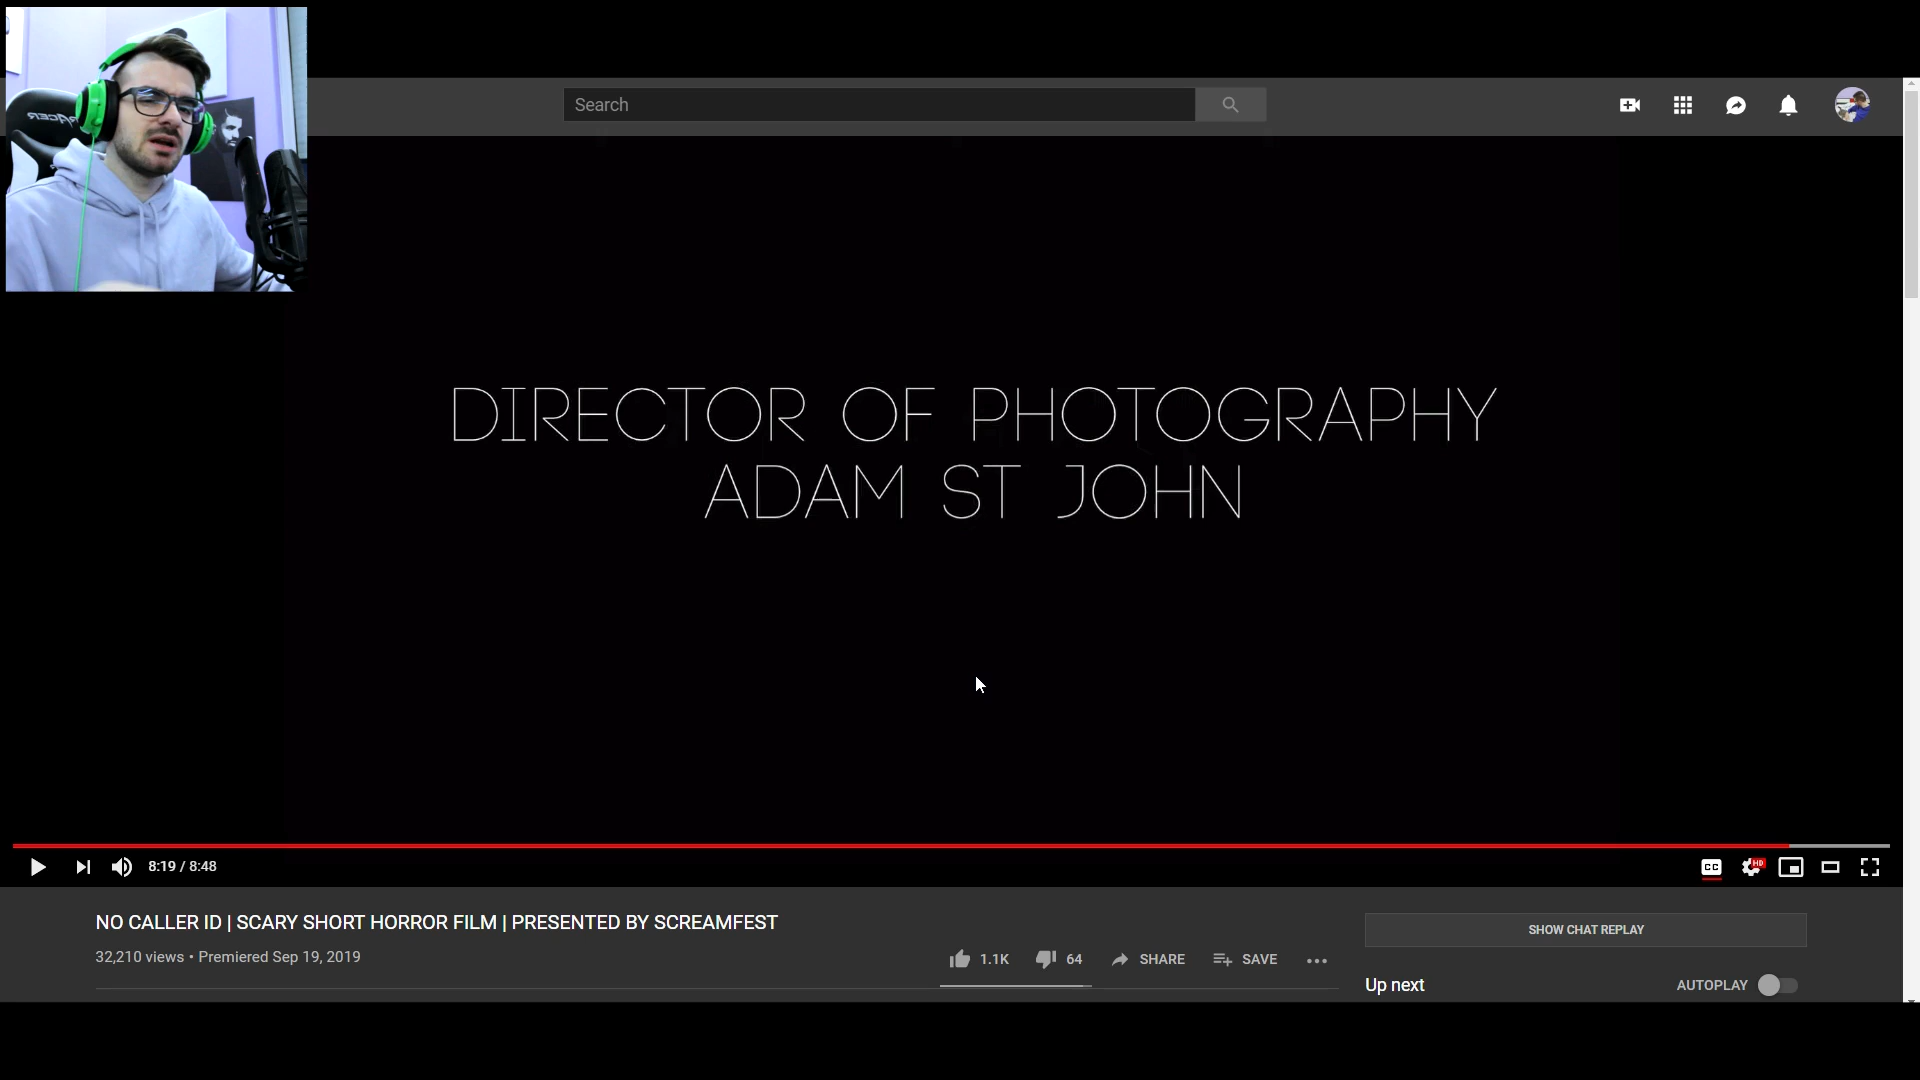 Search
DIRECTOR OF PHOTOGRAPHY
ADAM ST JOHN
8:19 / 8:48
CC
HD
NO CALLER ID | SCARY SHORT HORROR FILM | PRESENTED BY SCREAMFEST
32,210 views • Premiered Sep 19, 2019
1.1K
64
SHARE
SAVE
SHOW CHAT REPLAY
Up next
AUTOPLAY